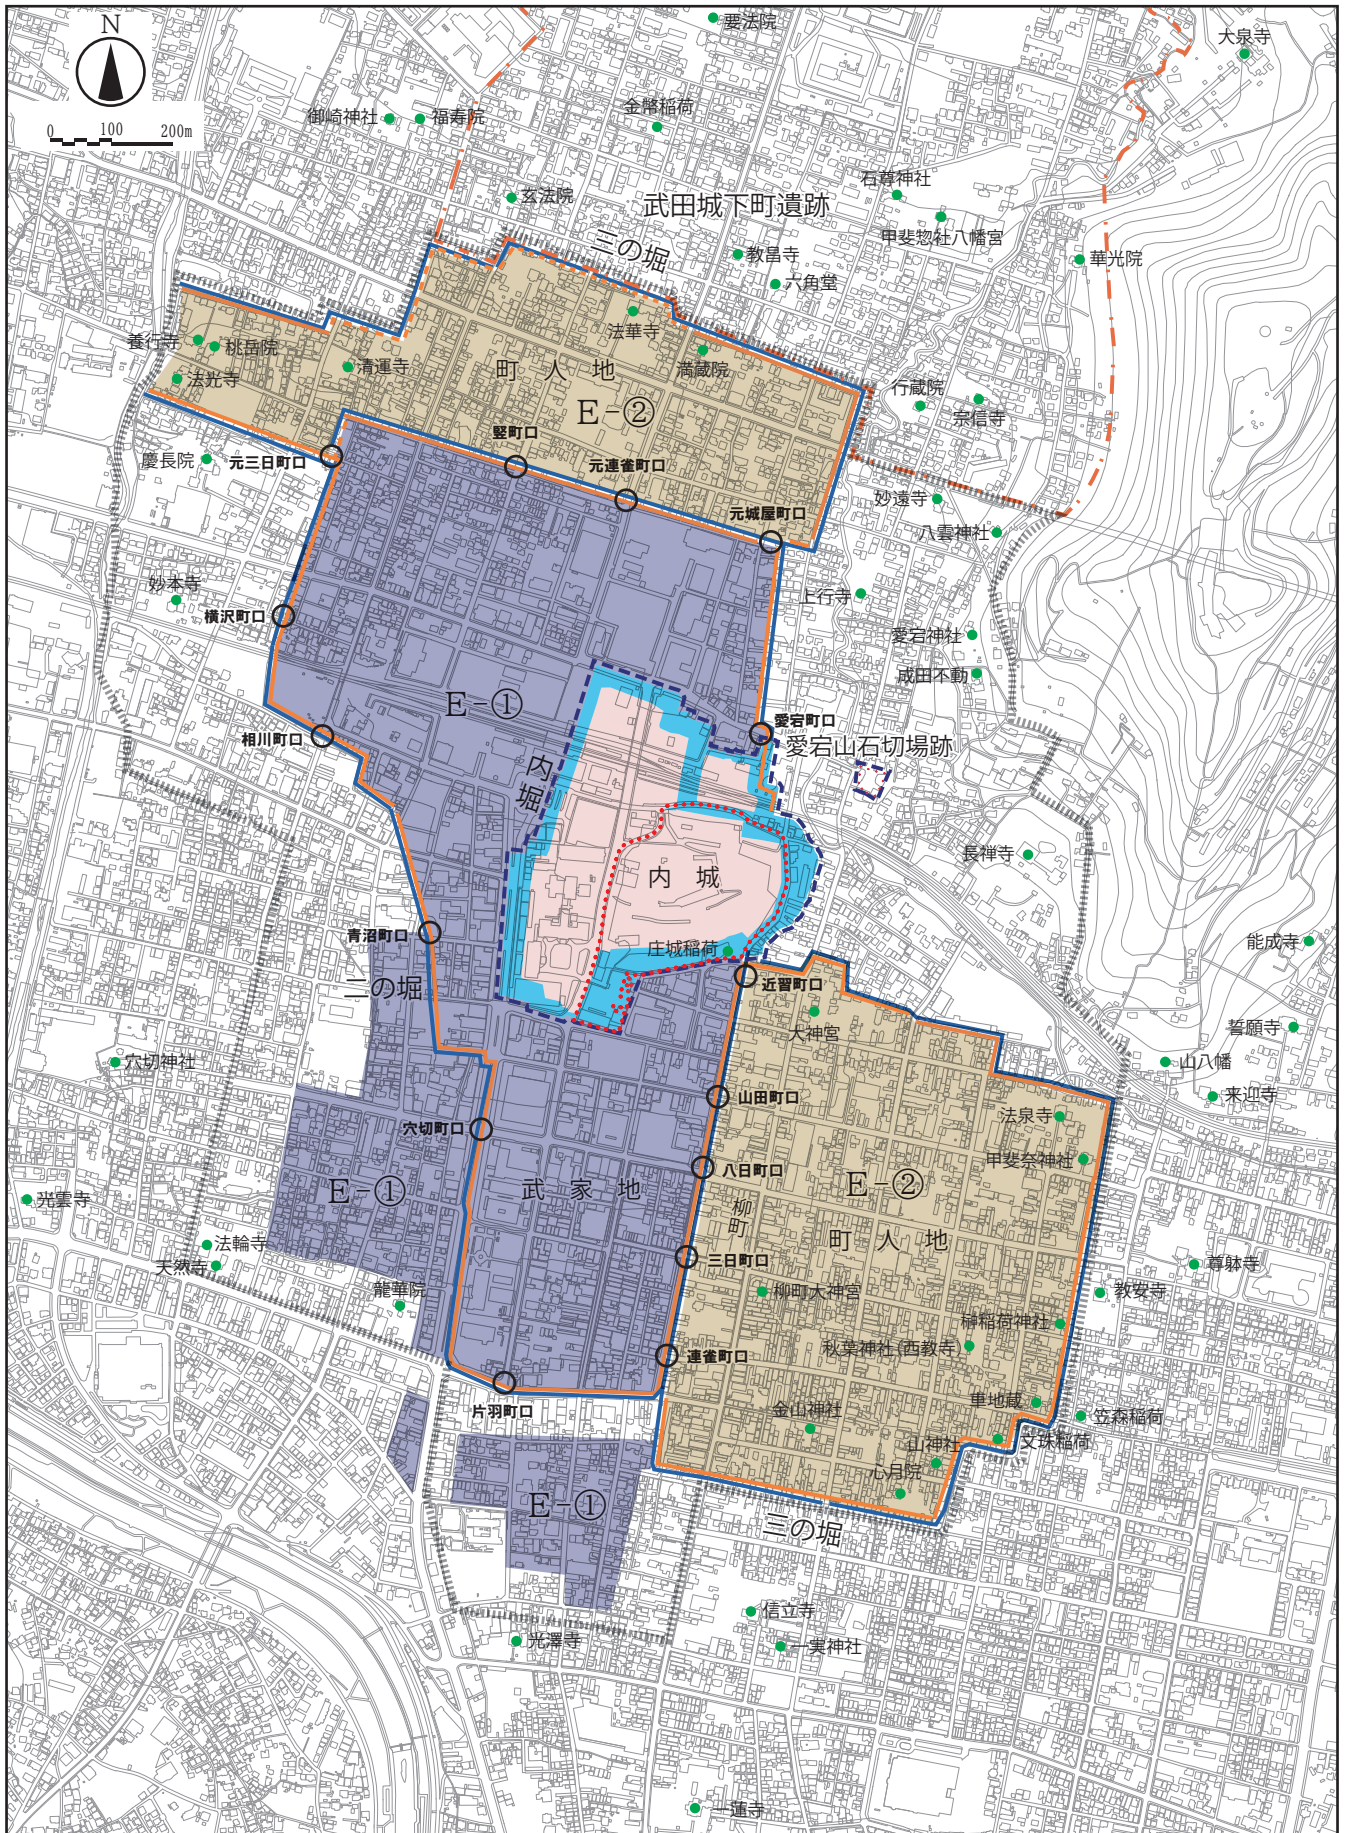 N
0 100 200m
要法院
大泉寺
御崎神社
福寿院
金幣稲荷
玄法院
石尊神社
武田城下町遺跡
甲斐惣社八幡宮
三の堀
教昌寺
華光院
六角堂
法華寺
養行寺
桃岳院
清運寺
満蔵院
町人地
法光寺
E-②
行蔵院
宗信寺
竪町口
慶長院
元三日町口
元連雀町口
妙遠寺
元城屋町口
八雲神社
妙本寺
横沢町口
上行寺
愛宕神社
成田不動
E-①
愛宕町口
相川町口
愛宕山石切場跡
内堀
長禅寺
内城
青沼町口
庄城稲荷
能成寺
二の堀
近習町口
大神宮
誓願寺
穴切神社
山八幡
山田町口
来迎寺
穴切町口
法泉寺
八日町口
甲斐奈神社
E-①
武家地
E-②
光雲寺
柳町
町人地
法輪寺
三日町口
天然寺
尊躰寺
龍華院
柳町大神宮
教安寺
榊稲荷神社
秋葉神社(西教寺)
連雀町口
車地蔵
片羽町口
金山神社
笠森稲荷
山神社
文珠稲荷
心月院
E-①
三の堀
信立寺
光澤寺
一実神社
一蓮寺